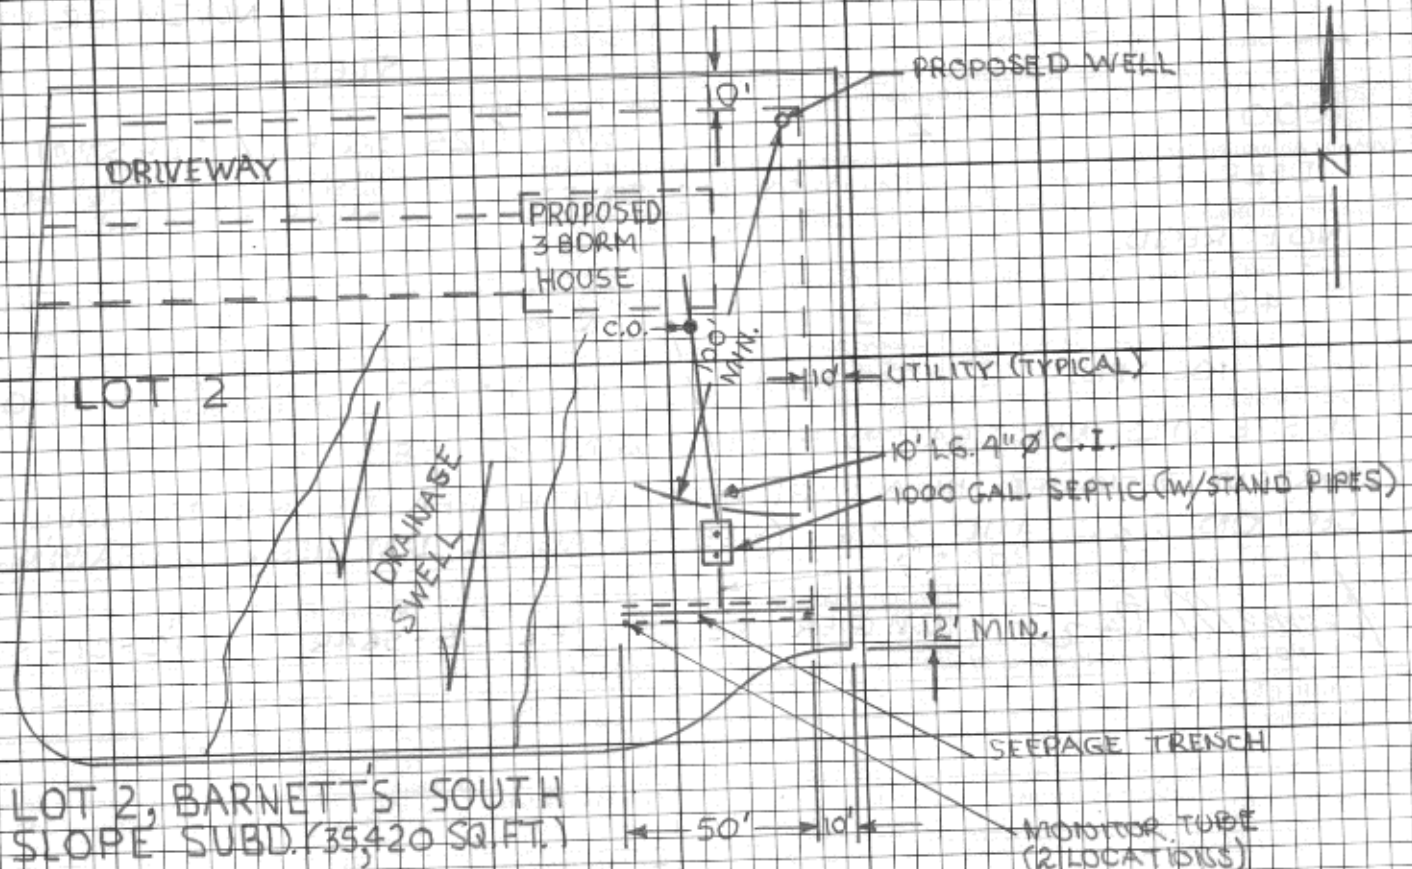 PROPOSED WELL
10'
N
DRIVEWAY
PROPOSED
3 BDRM
HOUSE
C.O.
100'
MIN.
10'
UTILITY (TYPICAL)
LOT 2
10' LG. 4" Ø C.I.
1000 GAL. SEPTIC (W/STAND PIPES)
DRAINAGE
SWELL
12' MIN.
SEEPAGE TRENCH
LOT 2, BARNETT'S SOUTH
SLOPE SUBD. (35,420 SQ.FT.)
50'
10'
MONITOR TUBE
(2 LOCATIONS)